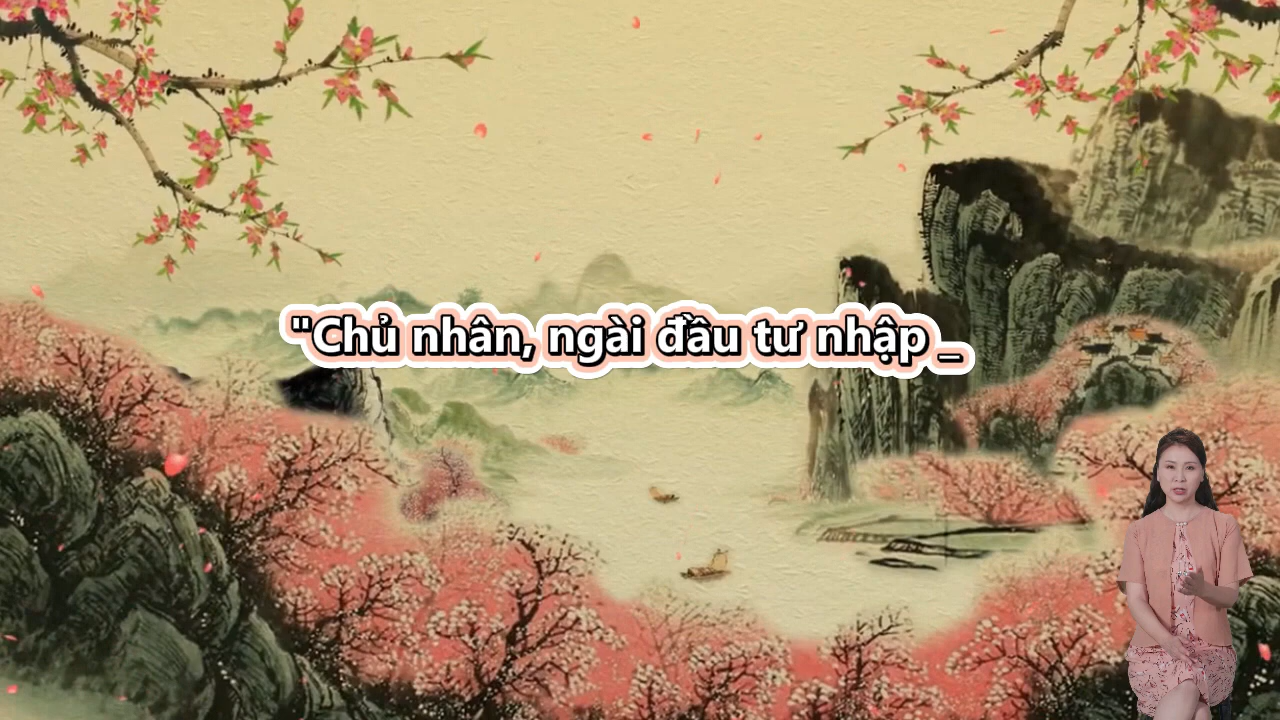 "Chủ nhân, ngài đầu tư nhập _